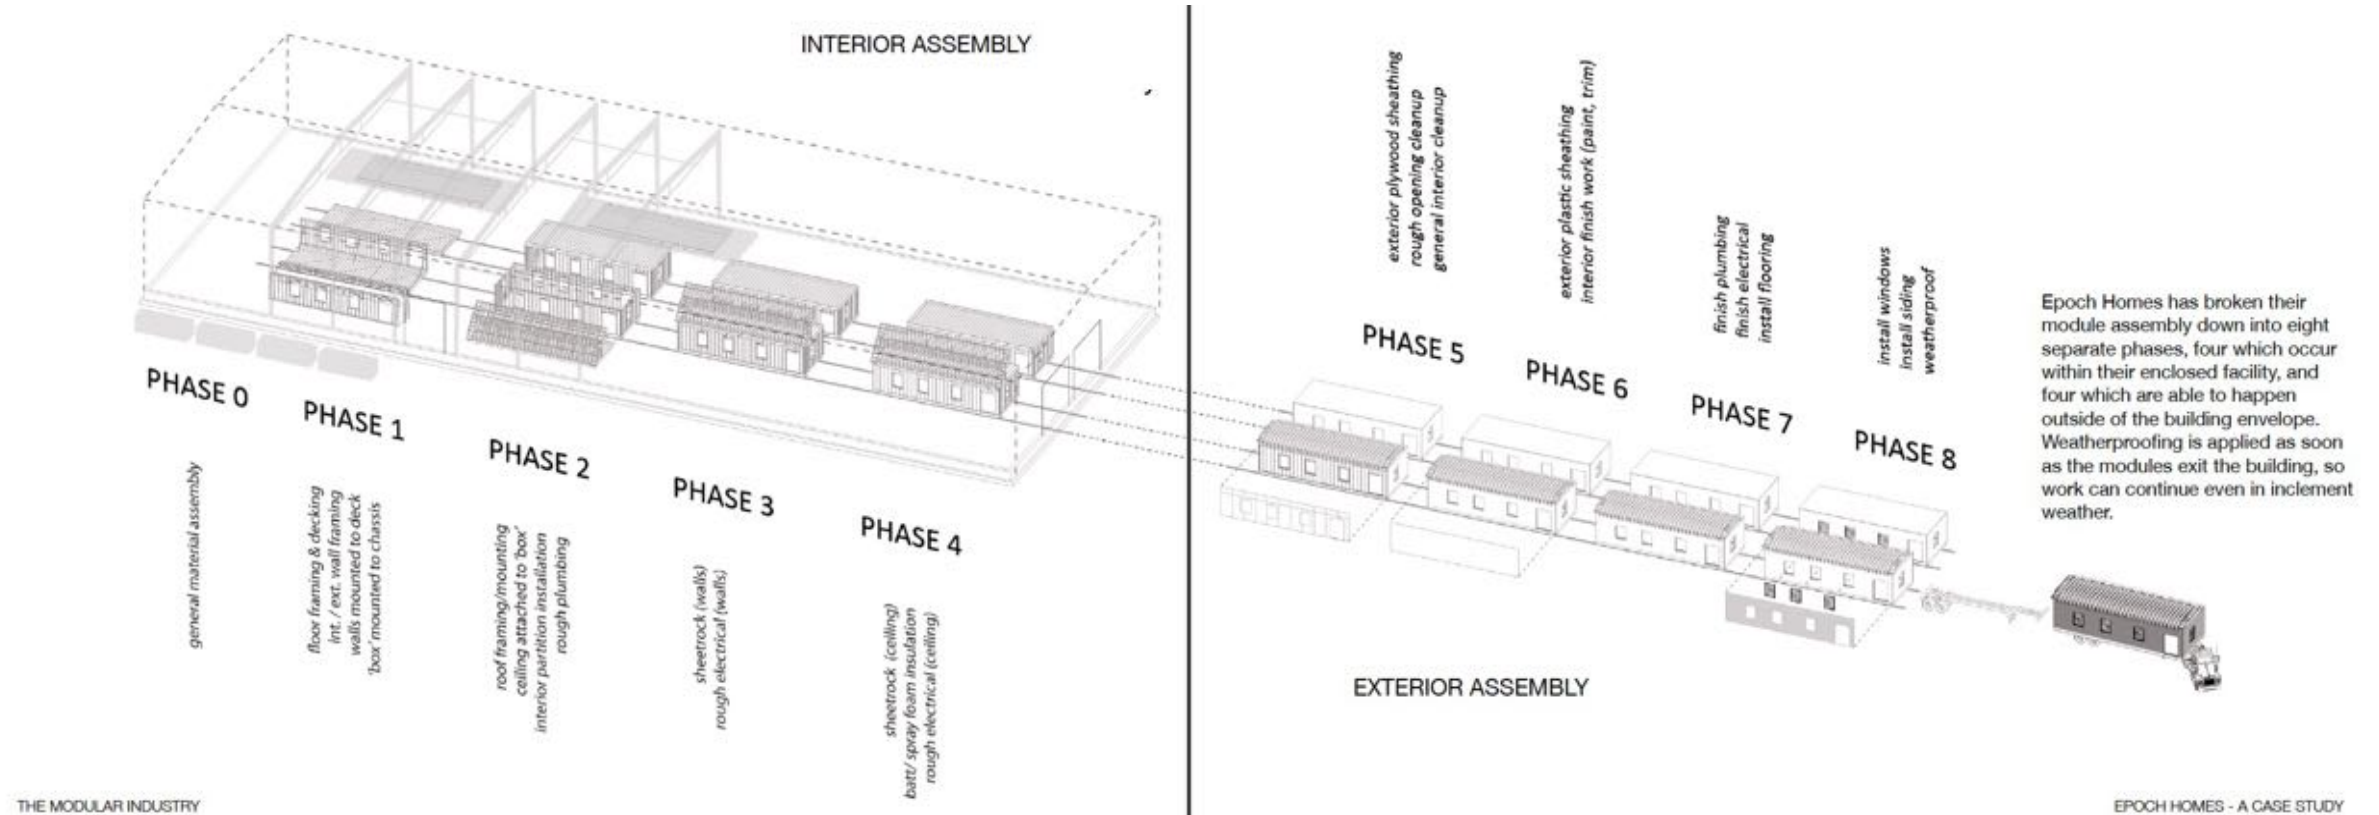 INTERIOR ASSEMBLY
PHASE 0
general material assembly
PHASE 1
floor framing & decking
int. / ext. wall framing
walls mounted to deck
'box' mounted to chassis
PHASE 2
roof framing/mounting
ceiling attached to 'box'
interior partition installation
rough plumbing
PHASE 3
sheetrock (walls)
rough electrical (walls)
PHASE 4
sheetrock (ceiling)
batt/ spray foam insulation
rough electrical (ceiling)
exterior plywood sheathing
rough opening cleanup
general interior cleanup
PHASE 5
exterior plastic sheathing
interior finish work (paint, trim)
PHASE 6
finish plumbing
finish electrical
install flooring
PHASE 7
install windows
install siding
weatherproof
PHASE 8
EXTERIOR ASSEMBLY
Epoch Homes has broken their
module assembly down into eight
separate phases, four which occur
within their enclosed facility, and
four which are able to happen
outside of the building envelope.
Weatherproofing is applied as soon
as the modules exit the building, so
work can continue even in inclement
weather.
THE MODULAR INDUSTRY
EPOCH HOMES - A CASE STUDY